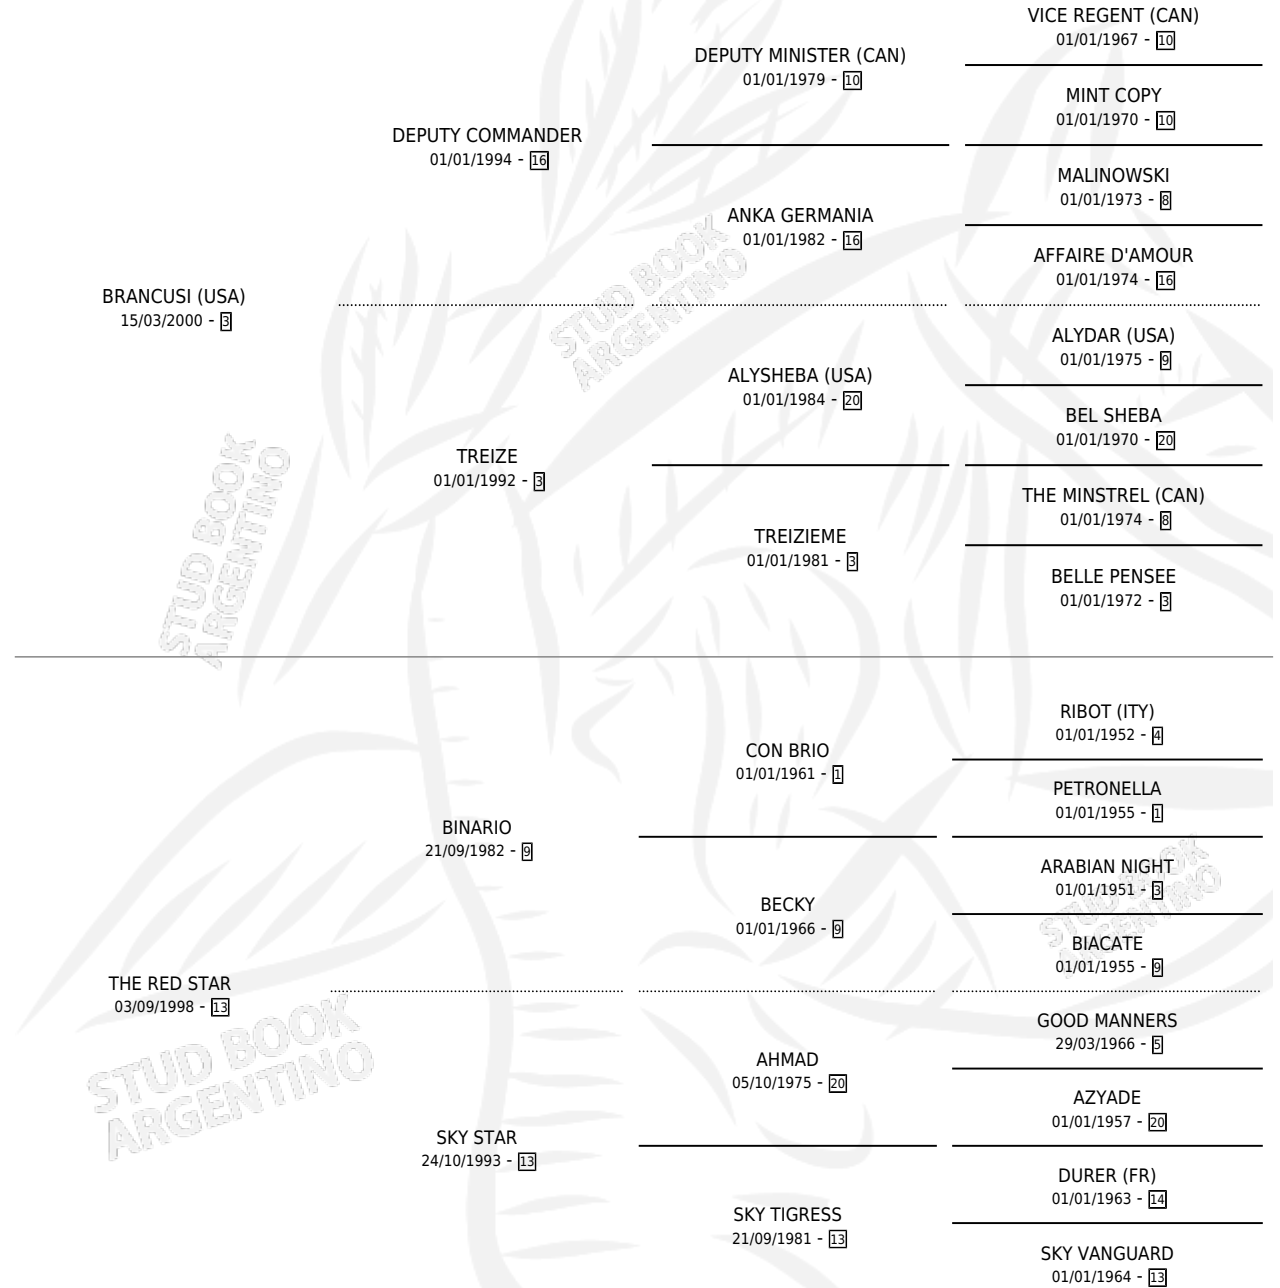 VICE REGENT (CAN)
01/01/1967 - 10
DEPUTY MINISTER (CAN)
01/01/1979 - 10
MINT COPY
01/01/1970 - 10
DEPUTY COMMANDER
01/01/1994 - 16
MALINOWSKI
01/01/1973 - 8
ANKA GERMANIA
01/01/1982 - 16
AFFAIRE D'AMOUR
01/01/1974 - 16
BRANCUSI (USA)
15/03/2000 - 3
ALYDAR (USA)
01/01/1975 - 9
ALYSHEBA (USA)
01/01/1984 - 20
BEL SHEBA
01/01/1970 - 20
TREIZE
01/01/1992 - 3
THE MINSTREL (CAN)
01/01/1974 - 8
TREIZIEME
01/01/1981 - 3
BELLE PENSEE
01/01/1972 - 3
RIBOT (ITY)
01/01/1952 - 4
CON BRIO
01/01/1961 - 1
PETRONELLA
01/01/1955 - 1
BINARIO
21/09/1982 - 9
ARABIAN NIGHT
01/01/1951 - 3
BECKY
01/01/1966 - 9
BIACATE
01/01/1955 - 9
THE RED STAR
03/09/1998 - 13
GOOD MANNERS
29/03/1966 - 5
AHMAD
05/10/1975 - 20
AZYADE
01/01/1957 - 20
SKY STAR
24/10/1993 - 13
DURER (FR)
01/01/1963 - 14
SKY TIGRESS
21/09/1981 - 13
SKY VANGUARD
01/01/1964 - 13
STUD BOOK
ARGENTINO
STUD BOOK
ARGENTINO
STUD BOOK
ARGENTINO
STUD BOOK
ARGENTINO